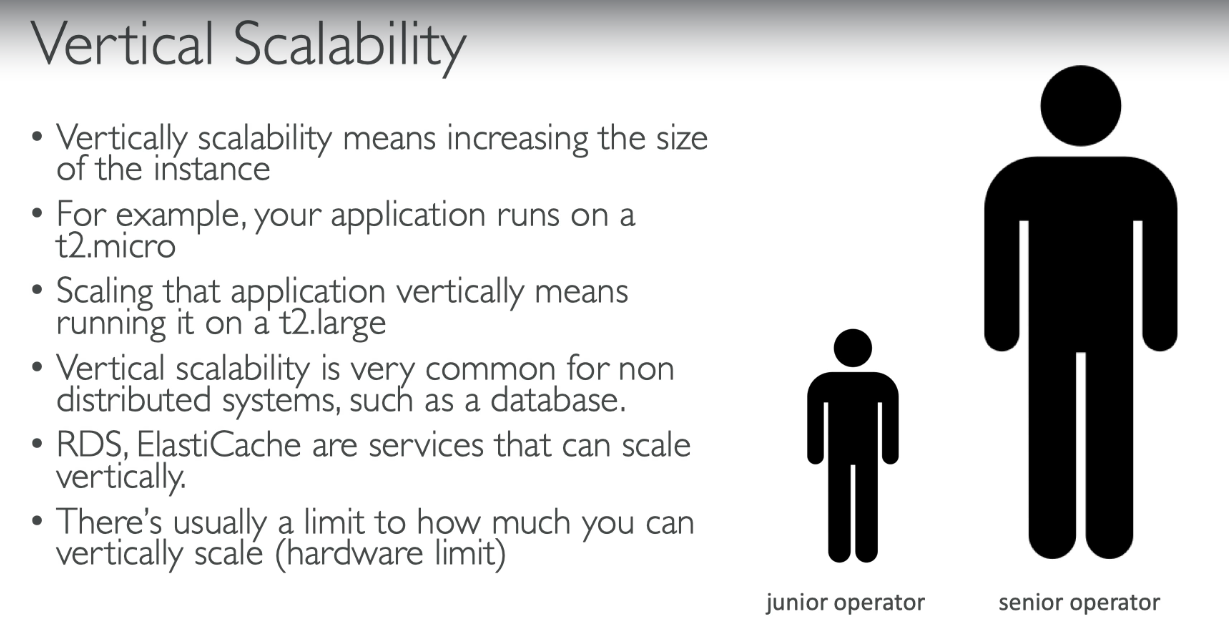 Vertical Scalability
• Vertically scalability means increasing the size
of the instance
• For example, your application runs on a
t2.micro
• Scaling that application vertically means
running it on a t2.large
• Vertical scalability is very common for non
distributed systems, such as a database.
• RDS, ElastiCache are services that can scale
vertically.
• There's usually a limit to how much you can
vertically scale (hardware limit)
junior operator
senior operator